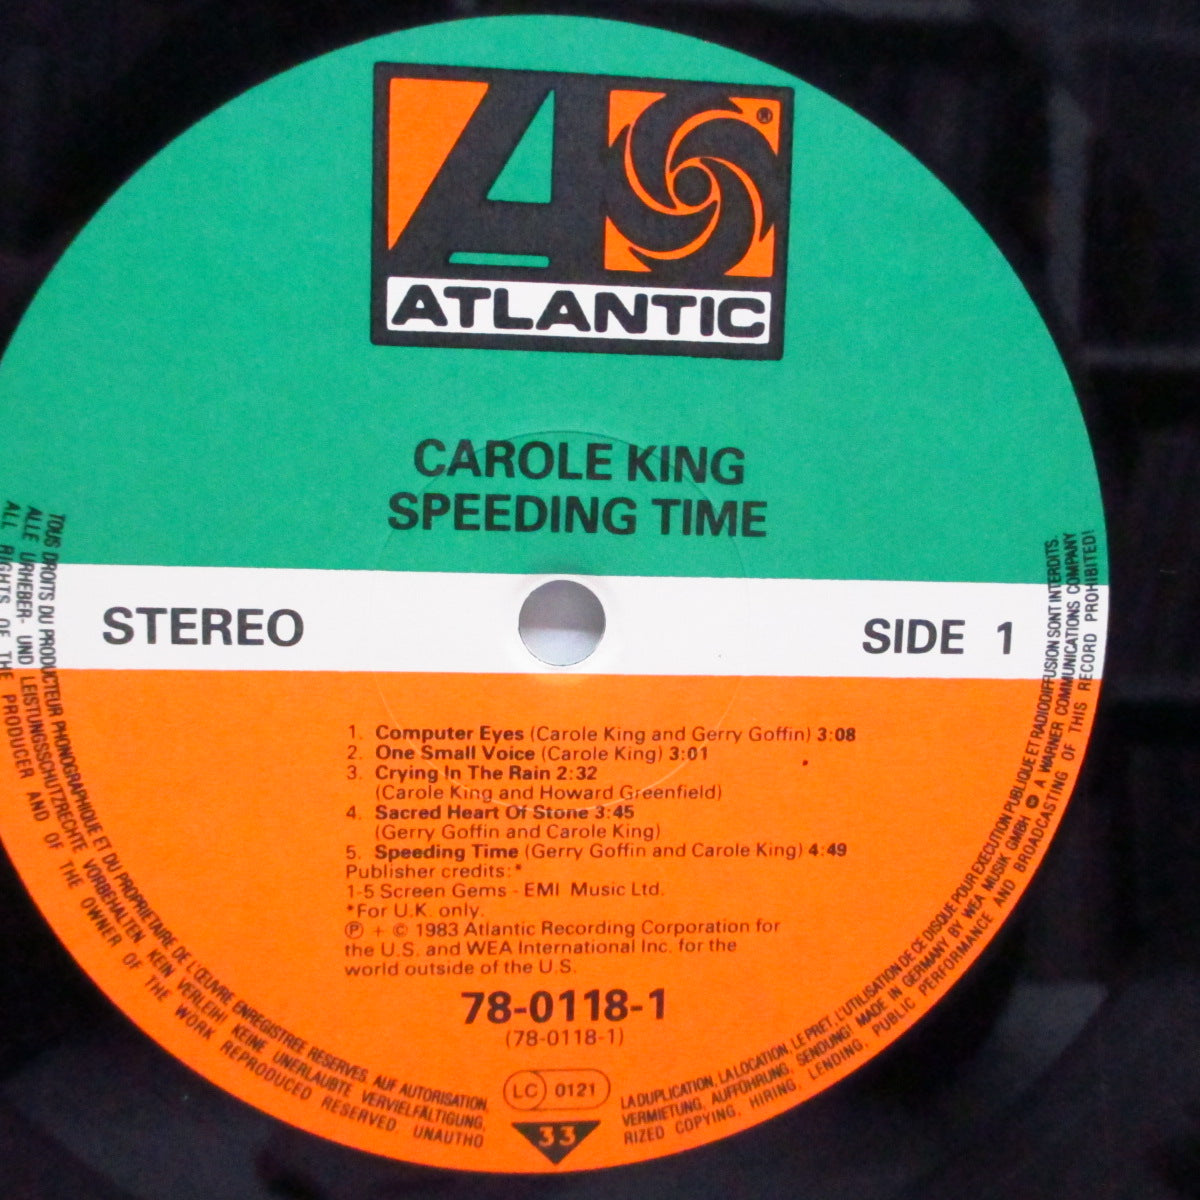 ATLANTIC
®
CAROLE KING
SPEEDING TIME
STEREO
SIDE 1
1. Computer Eyes (Carole King and Gerry Goffin) 3:08
2. One Small Voice (Carole King) 3:01
3. Crying In The Rain 2:32
(Carole King and Howard Greenfield)
4. Sacred Heart Of Stone 3:45
(Gerry Goffin and Carole King)
5. Speeding Time (Gerry Goffin and Carole King) 4:49
Publisher credits:*
1-5 Screen Gems - EMI Music Ltd.
*For U.K. only.
℗ + © 1983 Atlantic Recording Corporation for
the U.S. and WEA International Inc. for the
world outside of the U.S.
78-0118-1
(78-0118-1)
LC 0121
33
TOUS DROITS DU PRODUCTEUR PHONOGRAPHIQUE ET DU PROPRIETAIRE DE L'ŒUVRE ENREGISTREE RESERVES. AUF AUTORISATION,
LA DUPLICATION, LA LOCATION, LE PRET, L'UTILISATION DE CE DISQUE POUR EXECUTION PUBLIQUE ET RADIODIFFUSION SONT INTERDITS.
ALLE URHEBER- UND LEISTUNGSSCHUTZRECHTE VORBEHALTEN. KEIN VERLEIH! KEINE UNERLAUBTE VERVIELFÄLTIGUNG,
VERMIETUNG, AUFFÜHRUNG, SENDUNG! MADE IN GERMANY BY WEA MUSIK GMBH A WARNER COMMUNICATIONS COMPANY
ALL RIGHTS OF THE PRODUCER AND OF THE OWNER OF THE WORK REPRODUCED RESERVED UNAUTHO
RIZED COPYING, HIRING, LENDING, PUBLIC PERFORMANCE AND BROADCASTING OF THIS RECORD PROHIBITED!